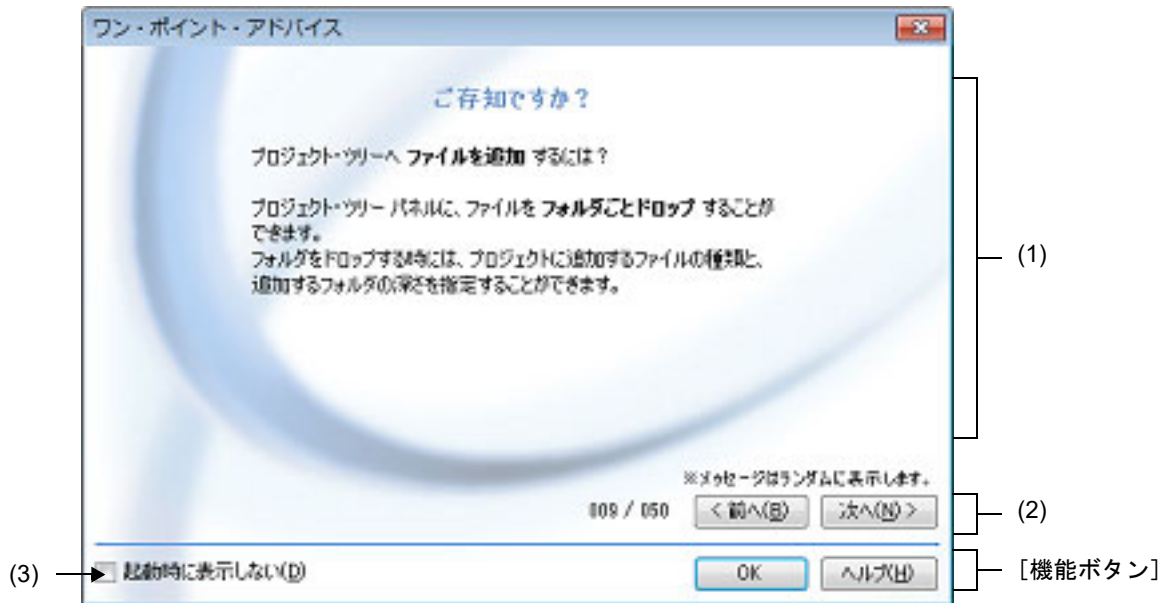 ワン・ポイント・アドバイス
ご存知ですか?
プロジェクト・ツリーへ ファイルを追加 するには?
プロジェクト・ツリー パネルに、ファイルを フォルダごとドロップ することが
できます。
フォルダをドロップする時には、プロジェクトに追加するファイルの種類と、
追加するフォルダの深さを指定することができます。
(1)
※メッセージはランダムに表示します。
009 / 050 < 前へ(B) 次へ(N) >
(2)
(3) 起動時に表示しない(D) OK ヘルプ(H)
[機能ボタン]